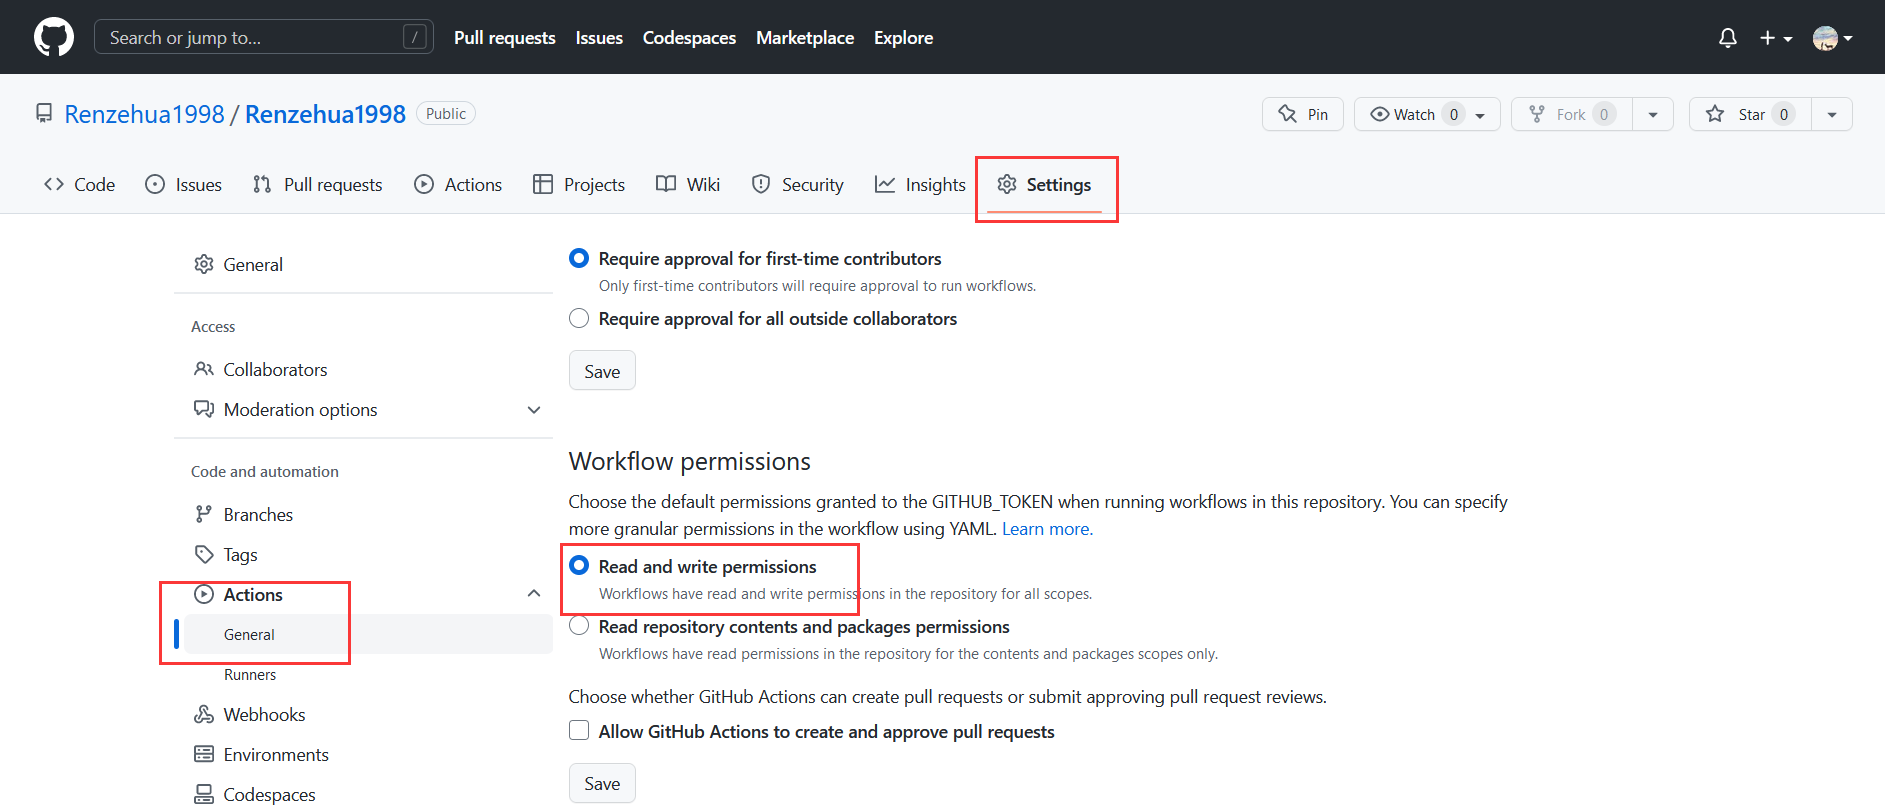 Search or jump to... /
Pull requests Issues Codespaces Marketplace Explore
Renzehua1998 / Renzehua1998 Public
Pin Watch 0 Fork 0 Star 0
Code Issues Pull requests Actions Projects Wiki Security Insights Settings
General
Access
Collaborators
Moderation options
Code and automation
Branches
Tags
Actions
General
Runners
Webhooks
Environments
Codespaces
Require approval for first-time contributors
Only first-time contributors will require approval to run workflows.
Require approval for all outside collaborators
Save
Workflow permissions
Choose the default permissions granted to the GITHUB_TOKEN when running workflows in this repository. You can specify
more granular permissions in the workflow using YAML. Learn more.
Read and write permissions
Workflows have read and write permissions in the repository for all scopes.
Read repository contents and packages permissions
Workflows have read permissions in the repository for the contents and packages scopes only.
Choose whether GitHub Actions can create pull requests or submit approving pull request reviews.
Allow GitHub Actions to create and approve pull requests
Save